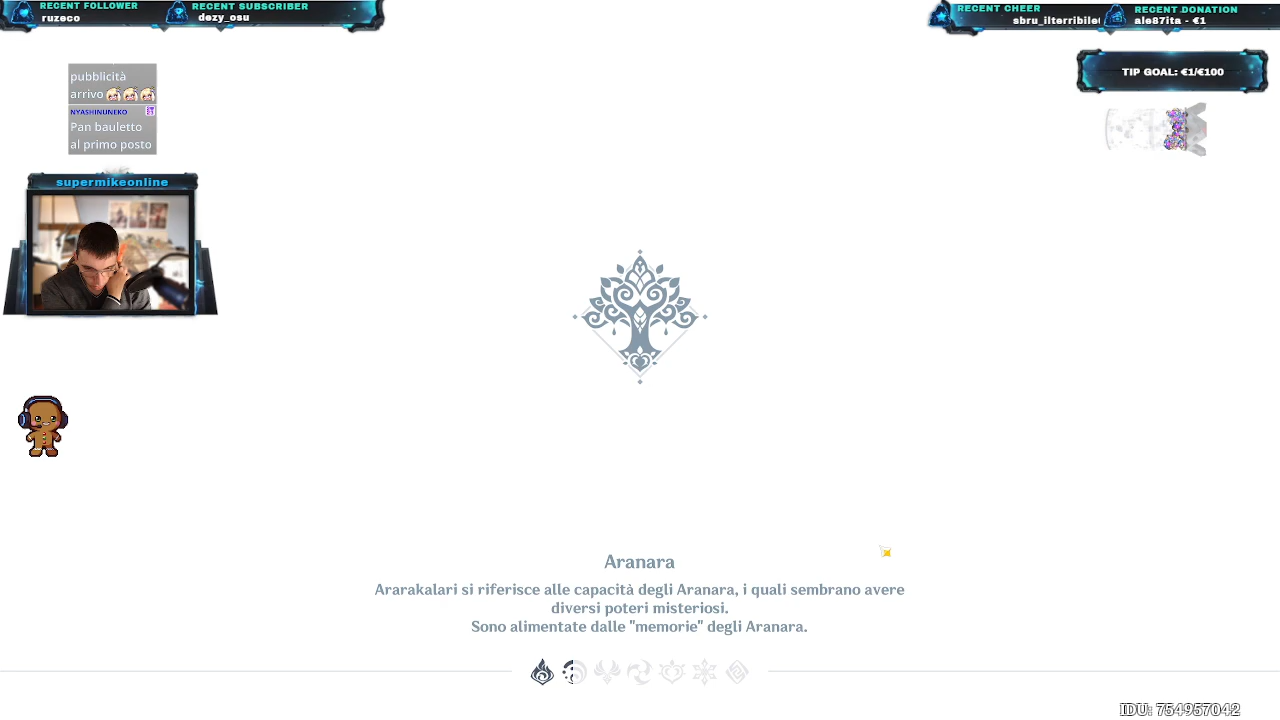 RECENT FOLLOWER
ruzeco
RECENT SUBSCRIBER
dezy_osu
RECENT CHEER
sbru_ilterribile
RECENT DONATION
ale87ita - €1
TIP GOAL: €1/€100
pubblicità
arrivo
NYASHINUNEKO
Pan bauletto
al primo posto
supermikeonline
Aranara
Ararakalari si riferisce alle capacità degli Aranara, i quali sembrano avere
diversi poteri misteriosi.
Sono alimentate dalle "memorie" degli Aranara.
IDU: 754957042